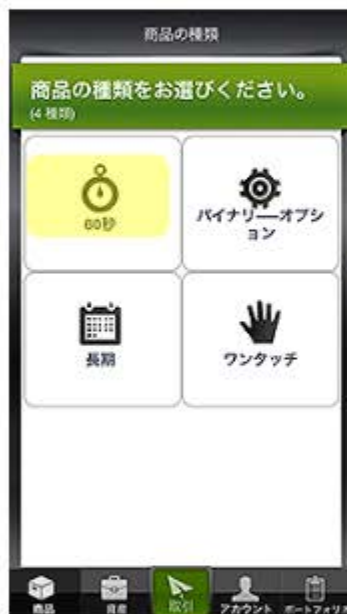 商品の種類
商品の種類をお選びください。
(4 種類)
60秒
バイナリーオプシ
ョン
長期
ワンタッチ
商品
資産
取引
アカウント
ポートフォリオ